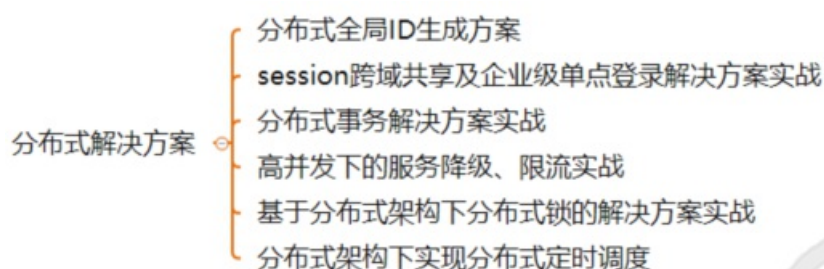 分布式解决方案
分布式全局ID生成方案
session跨域共享及企业级单点登录解决方案实战
分布式事务解决方案实战
高并发下的服务降级、限流实战
基于分布式架构下分布式锁的解决方案实战
分布式架构下实现分布式定时调度